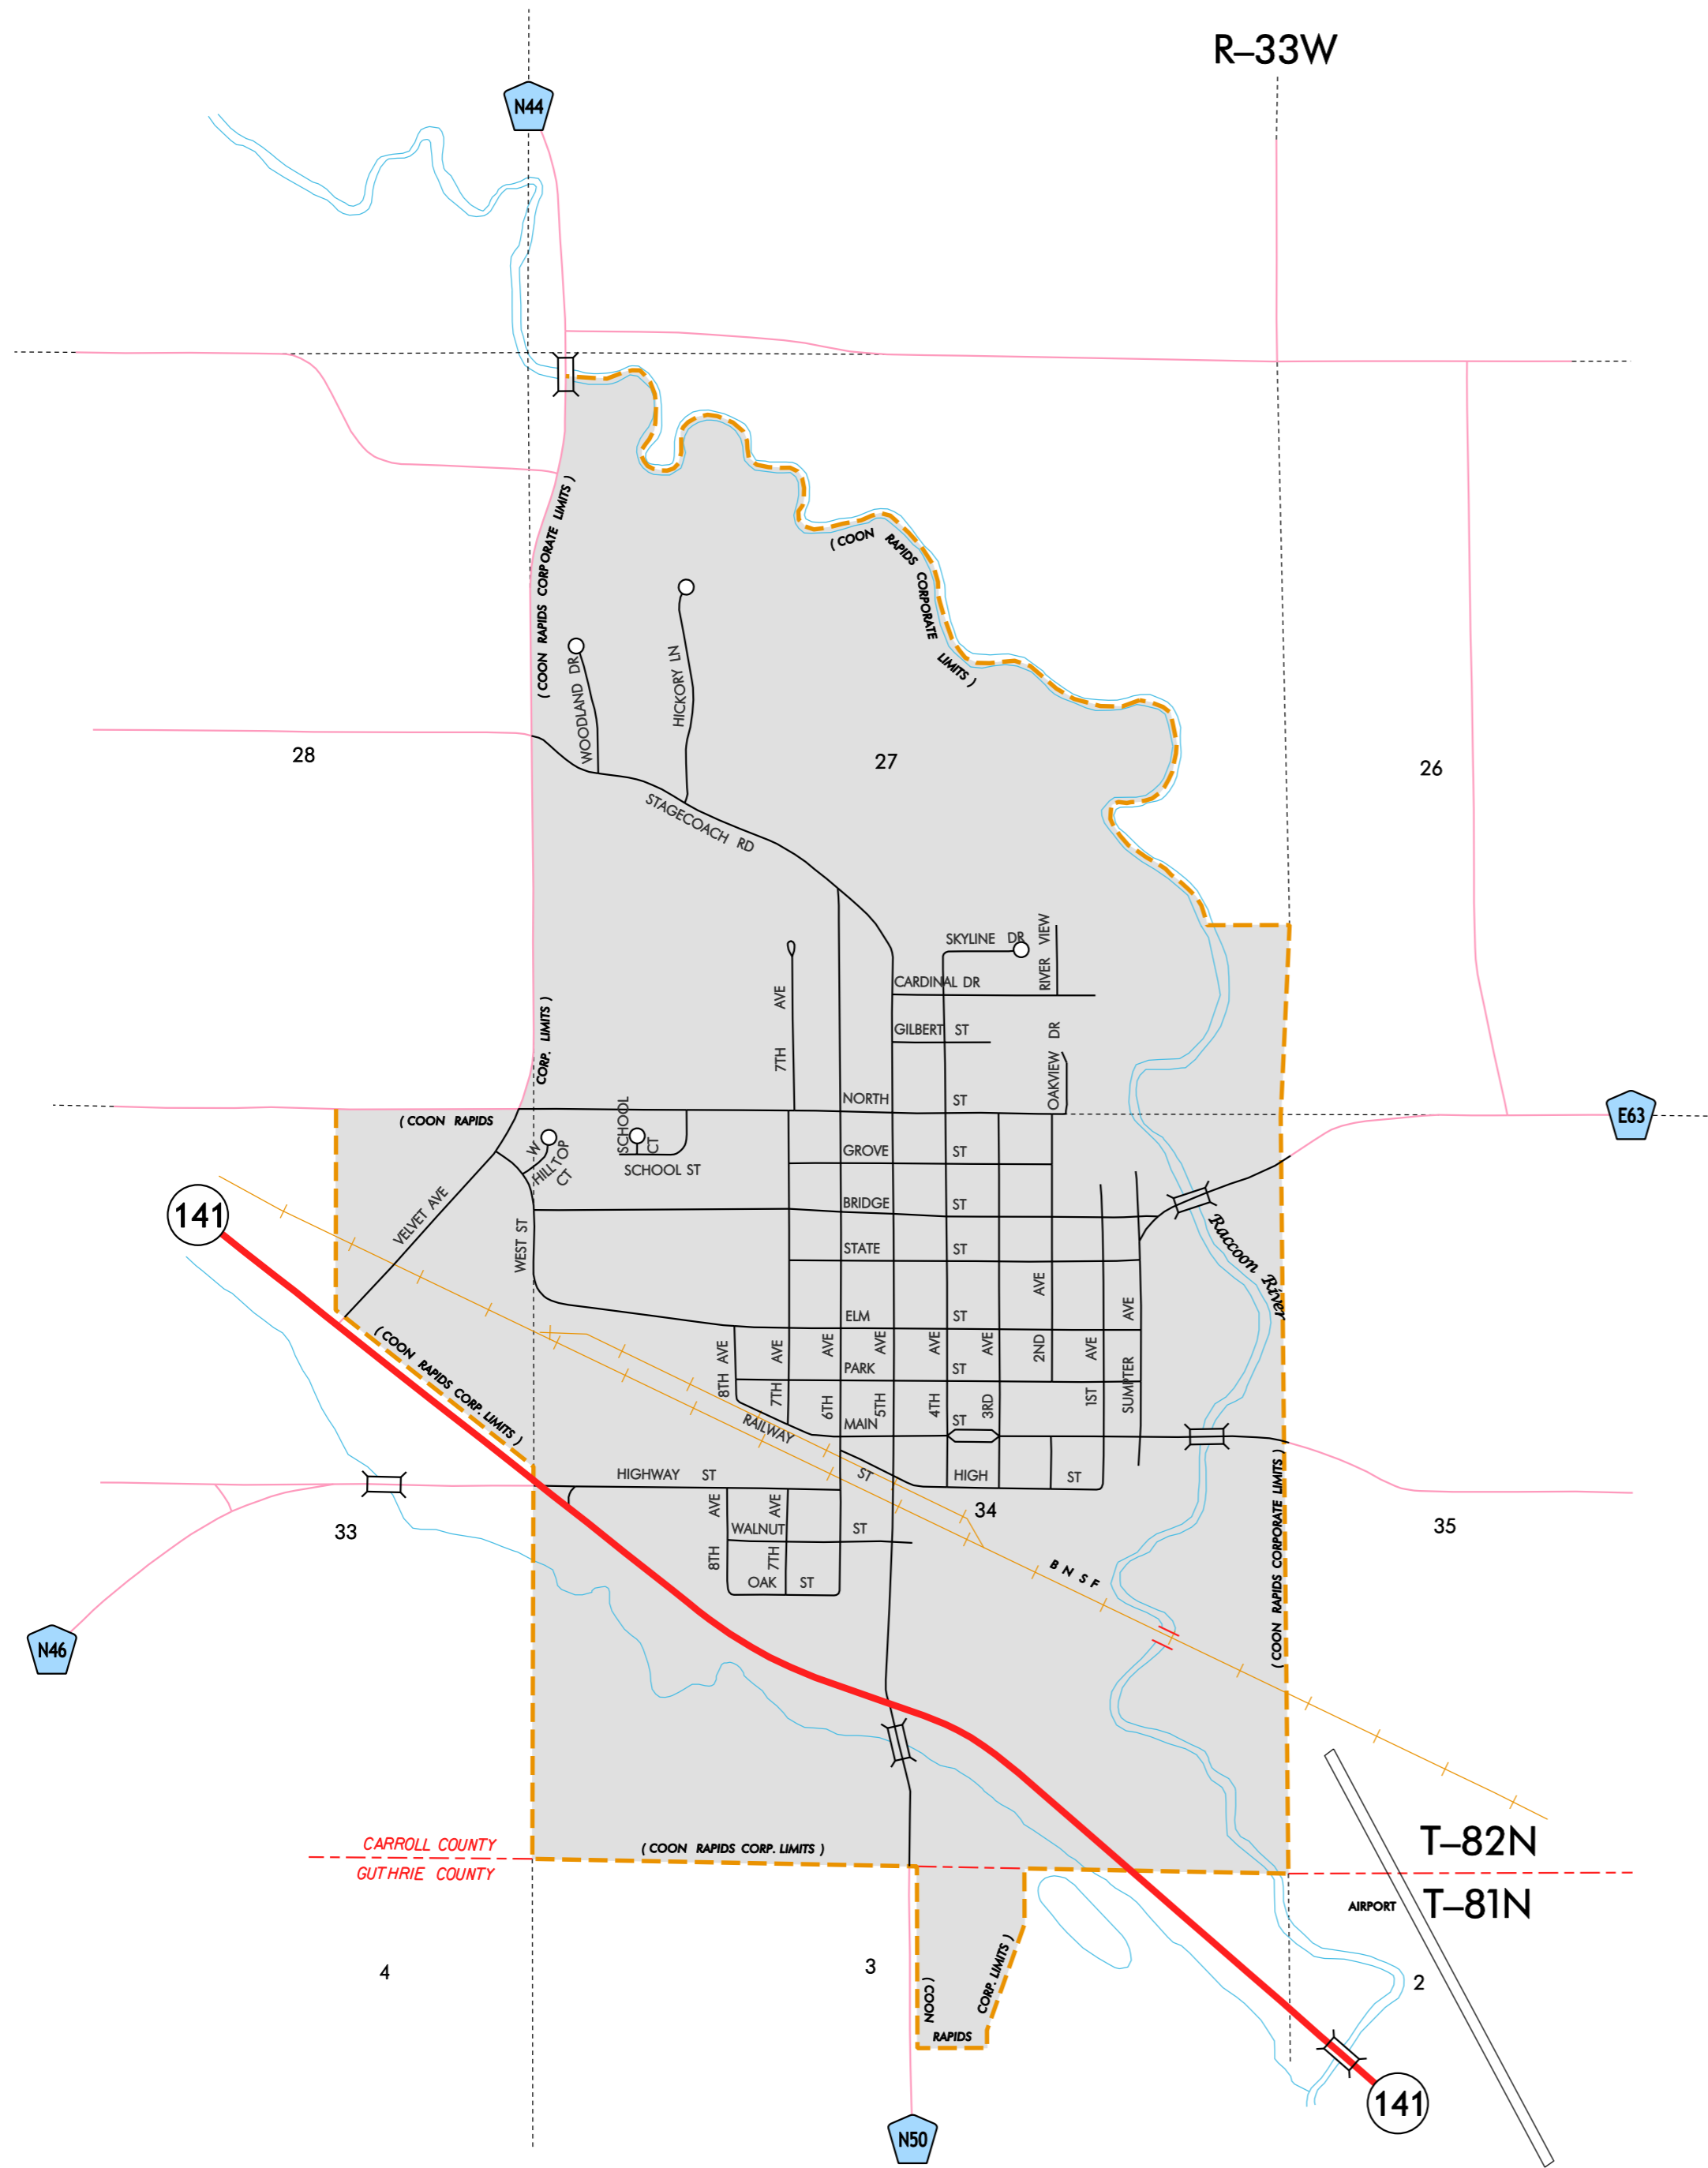 R–33W
N44
( COON RAPIDS CORPORATE LIMITS )
( COON RAPIDS CORPORATE LIMITS )
WOODLAND DR
HICKORY LN
28
27
26
STAGECOACH RD
SKYLINE DR
RIVER VIEW
CARDINAL DR
7TH AVE
GILBERT ST
OAKVIEW DR
( COON RAPIDS CORP. LIMITS )
NORTH ST
E63
SCHOOL CT
W HILLTOP CT
GROVE ST
SCHOOL ST
141
VELVET AVE
WEST ST
BRIDGE ST
Raccoon River
STATE ST
ELM ST
( COON RAPIDS CORP. LIMITS )
8TH AVE
7TH AVE
6TH AVE
5TH AVE
4TH AVE
3RD AVE
2ND AVE
1ST AVE
SUMPTER AVE
PARK ST
MAIN ST
RAILWAY ST
HIGHWAY ST
HIGH ST
34
33
35
8TH AVE
7TH AVE
WALNUT ST
OAK ST
BNSF
( COON RAPIDS CORPORATE LIMITS )
N46
CARROLL COUNTY
GUTHRIE COUNTY
( COON RAPIDS CORP. LIMITS )
T–82N
T–81N
AIRPORT
4
3
2
( COON RAPIDS CORP. LIMITS )
141
N50